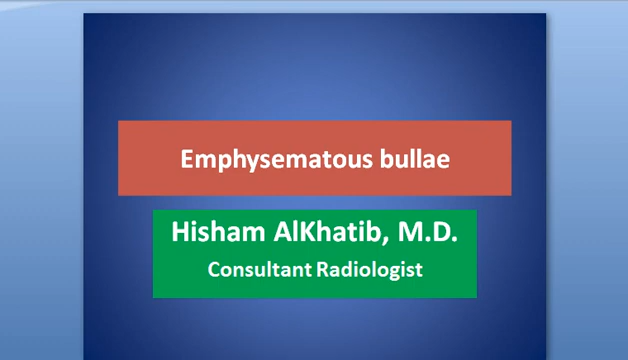 Emphysematous bullae
Hisham AlKhatib, M.D.
Consultant Radiologist